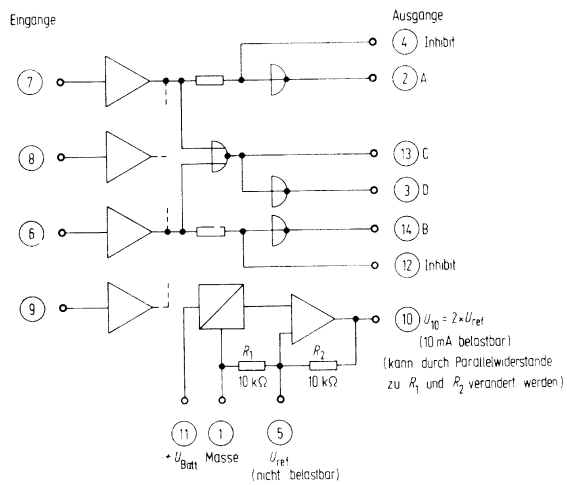 Eingänge
Ausgänge
4 Inhibit
7
2 A
8
13 C
3 D
6
14 B
12 Inhibit
9
10 U10 = 2×Uref
(10 mA belastbar)
(kann durch Parallelwiderstande
zu R1 und R2 verandert werden)
R1
10 kΩ
R2
10 kΩ
11
1
5
+ UBatt
Masse
Uref
(nicht belastbar)